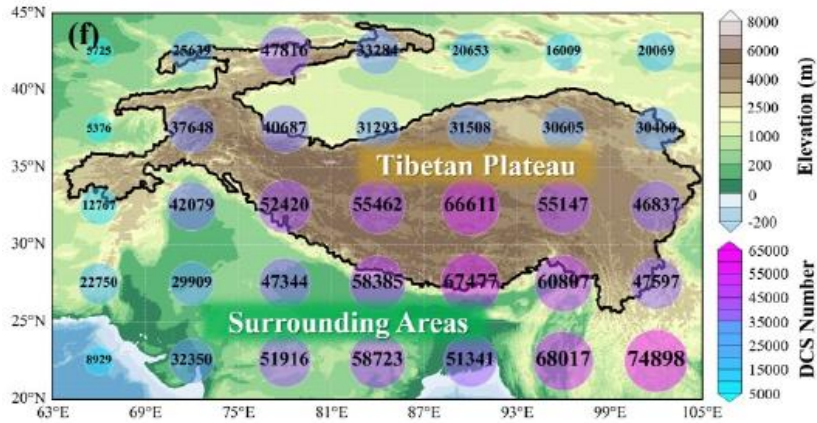 (f)
45°N
5725 25639 47816 33284 20653 16009 20069
40°N
5376 37648 40687 31293 31508 30605 30460
35°N
Tibetan Plateau
12767 42079 52420 55462 66611 55147 46837
30°N
22750 29909 47344 58385 67477 60807 47597
25°N
Surrounding Areas
8929 32350 51916 58723 51341 68017 74898
20°N
63°E 69°E 75°E 81°E 87°E 93°E 99°E 105°E
8000
6000
4000
2500
1000
200
0
-200
Elevation (m)
65000
55000
45000
35000
25000
15000
5000
DCS Number